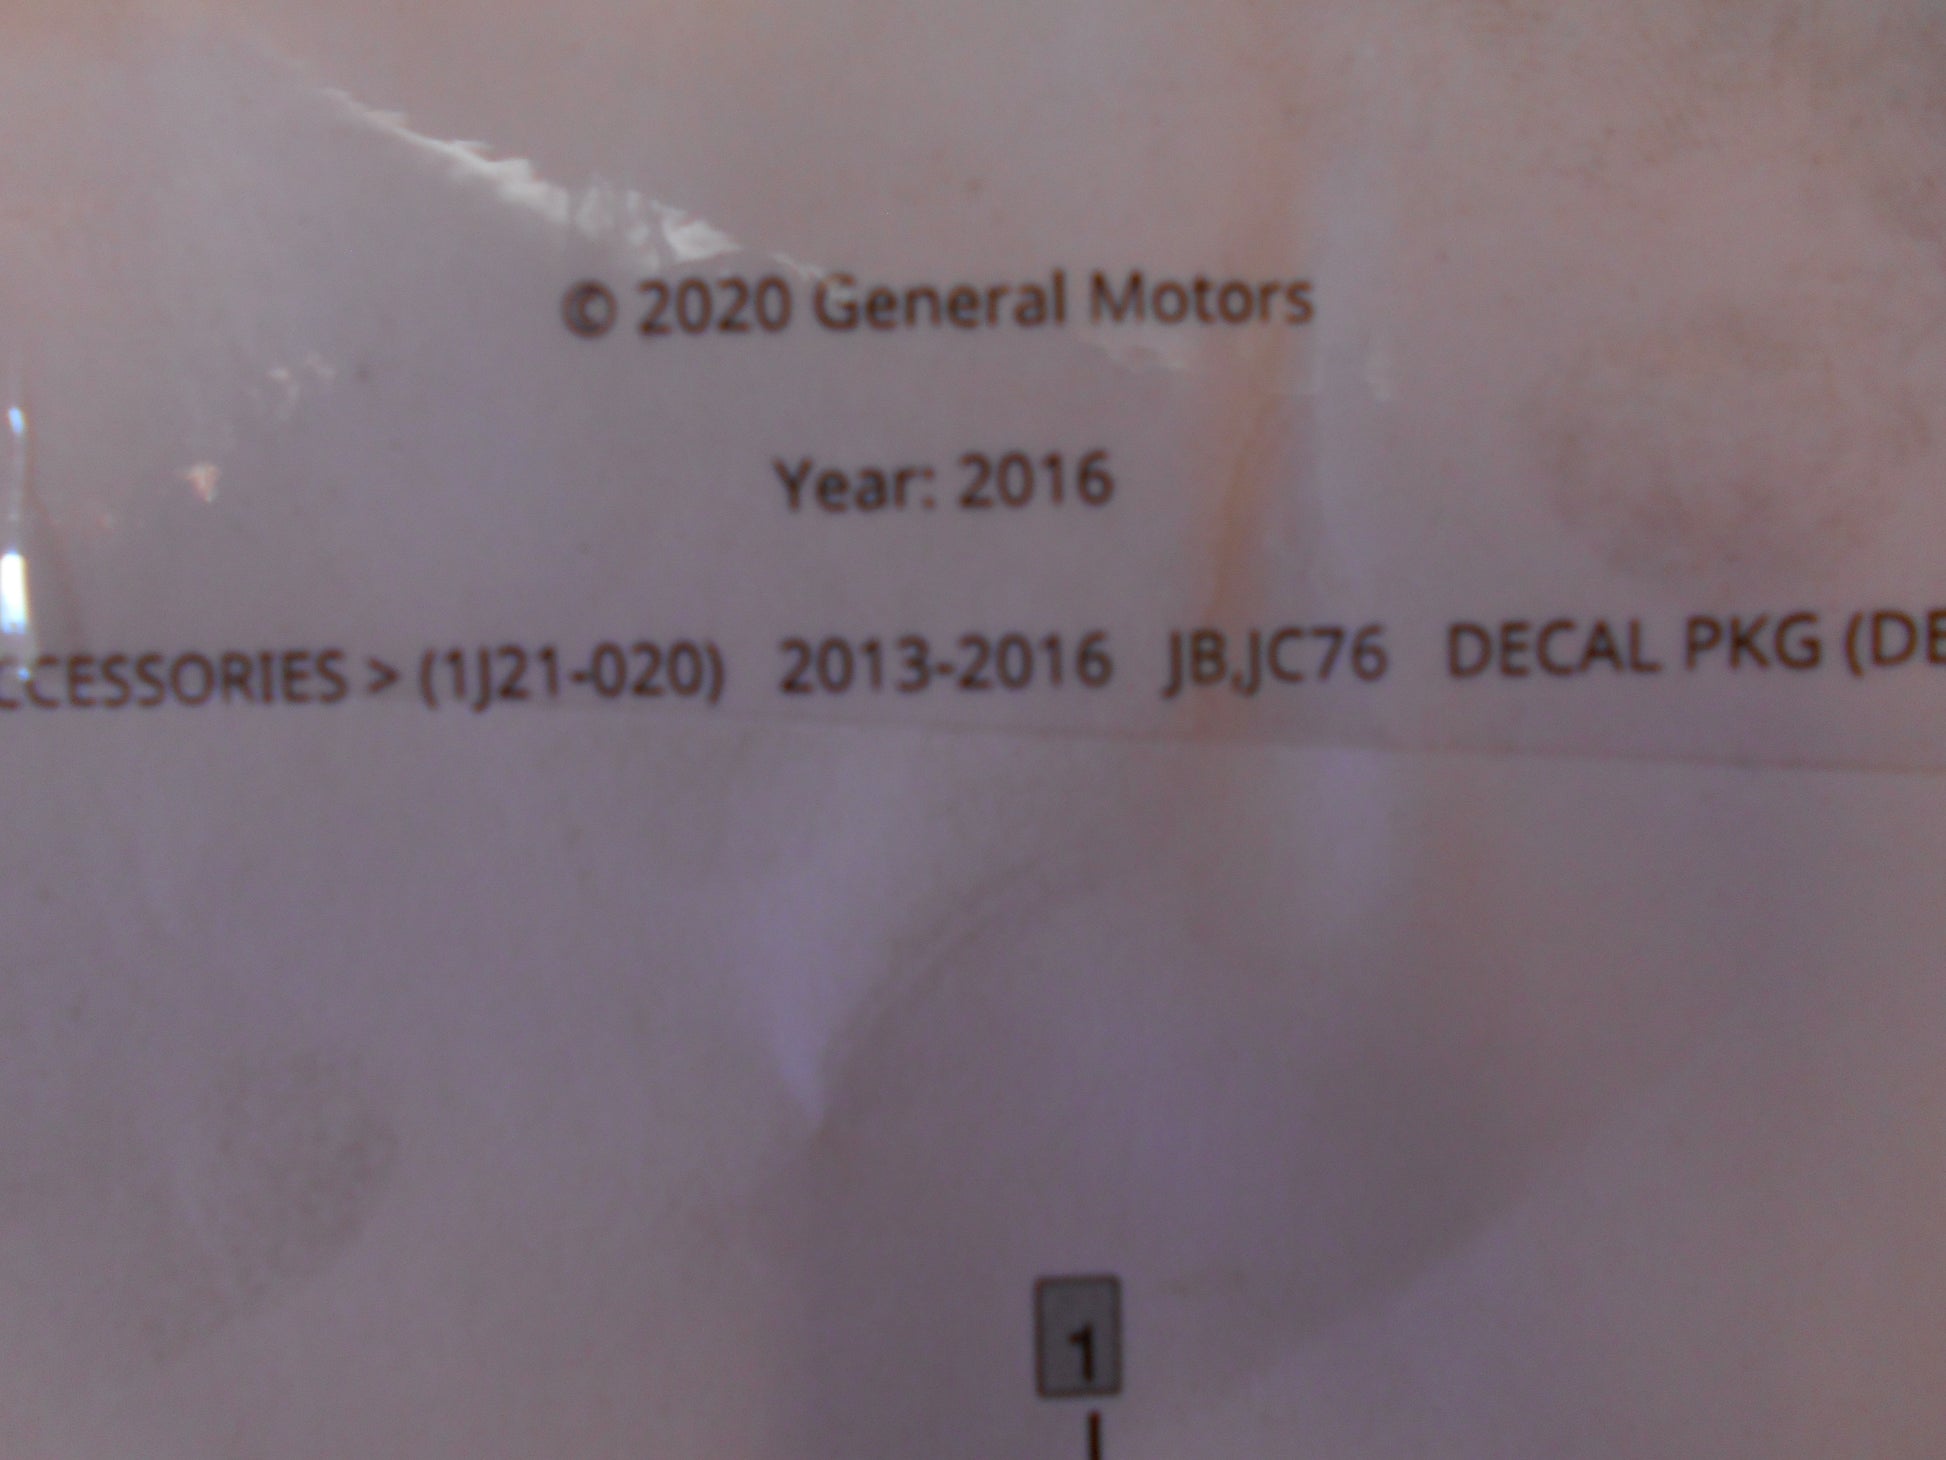 © 2020 General Motors
Year: 2016
CCESSORIES > (1J21-020) 2013-2016 JB,JC76 DECAL PKG (DE
1